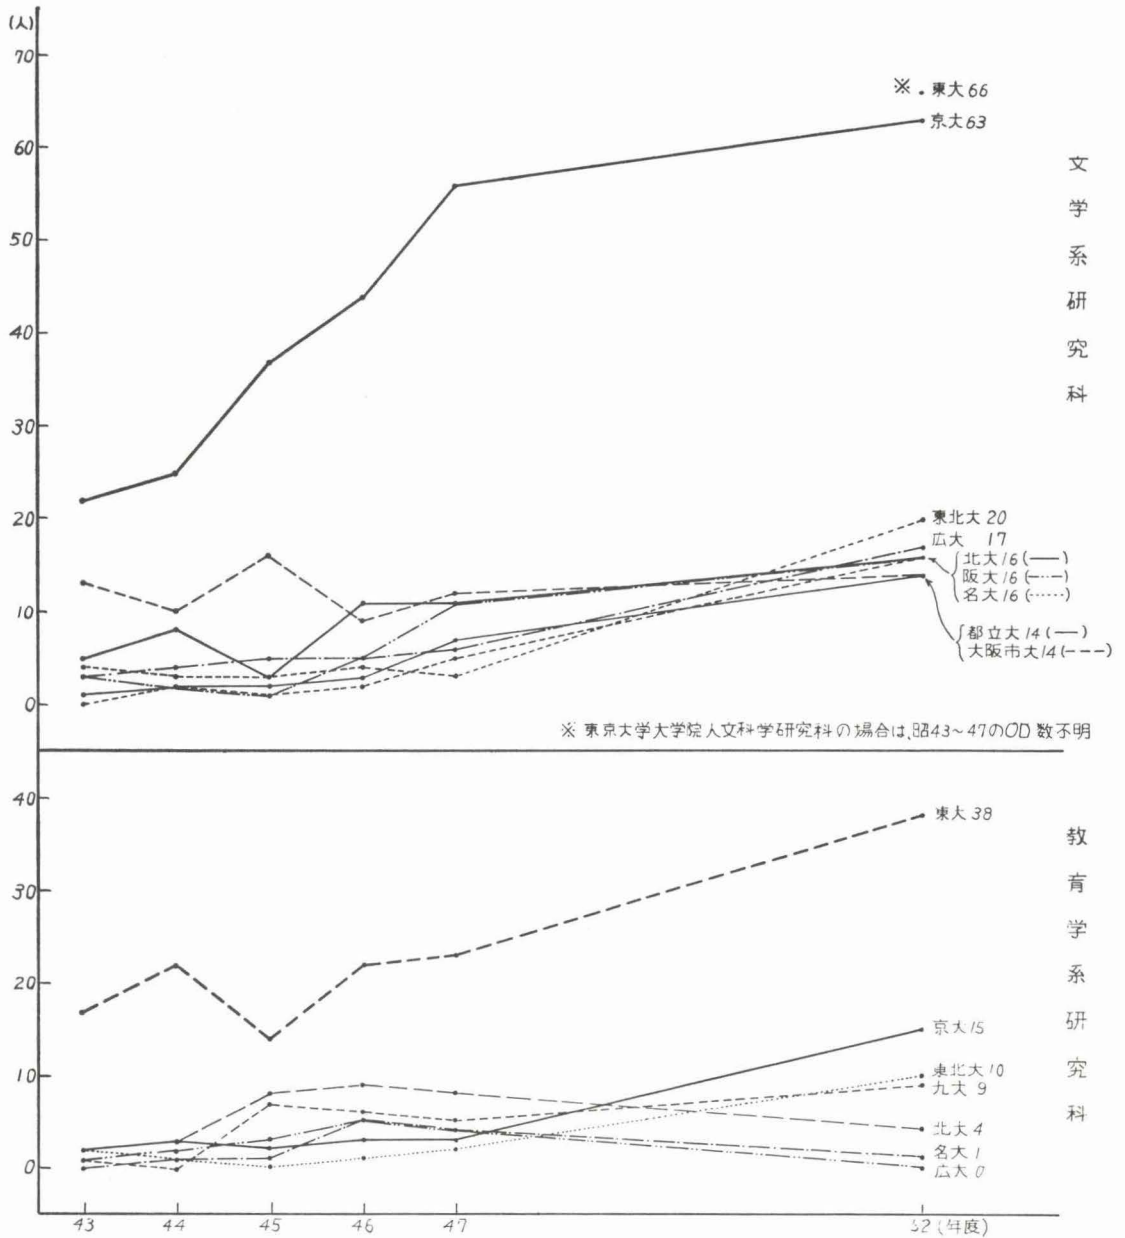 (人)
70
60
50
40
30
20
10
0
※ 東大 66
京大 63
東北大 20
広大 17
北大 16 (――)
阪大 16 (―‥―)
名大 16 (‥‥‥)
都立大 14 (――)
大阪市大 14 (―――)
文学系研究科
※ 東京大学大学院人文科学研究科の場合は、昭43~47のOD数不明
40
30
20
10
0
東大 38
京大 15
東北大 10
九大 9
北大 4
名大 1
広大 0
教育学系研究科
43 44 45 46 47 52 (年度)